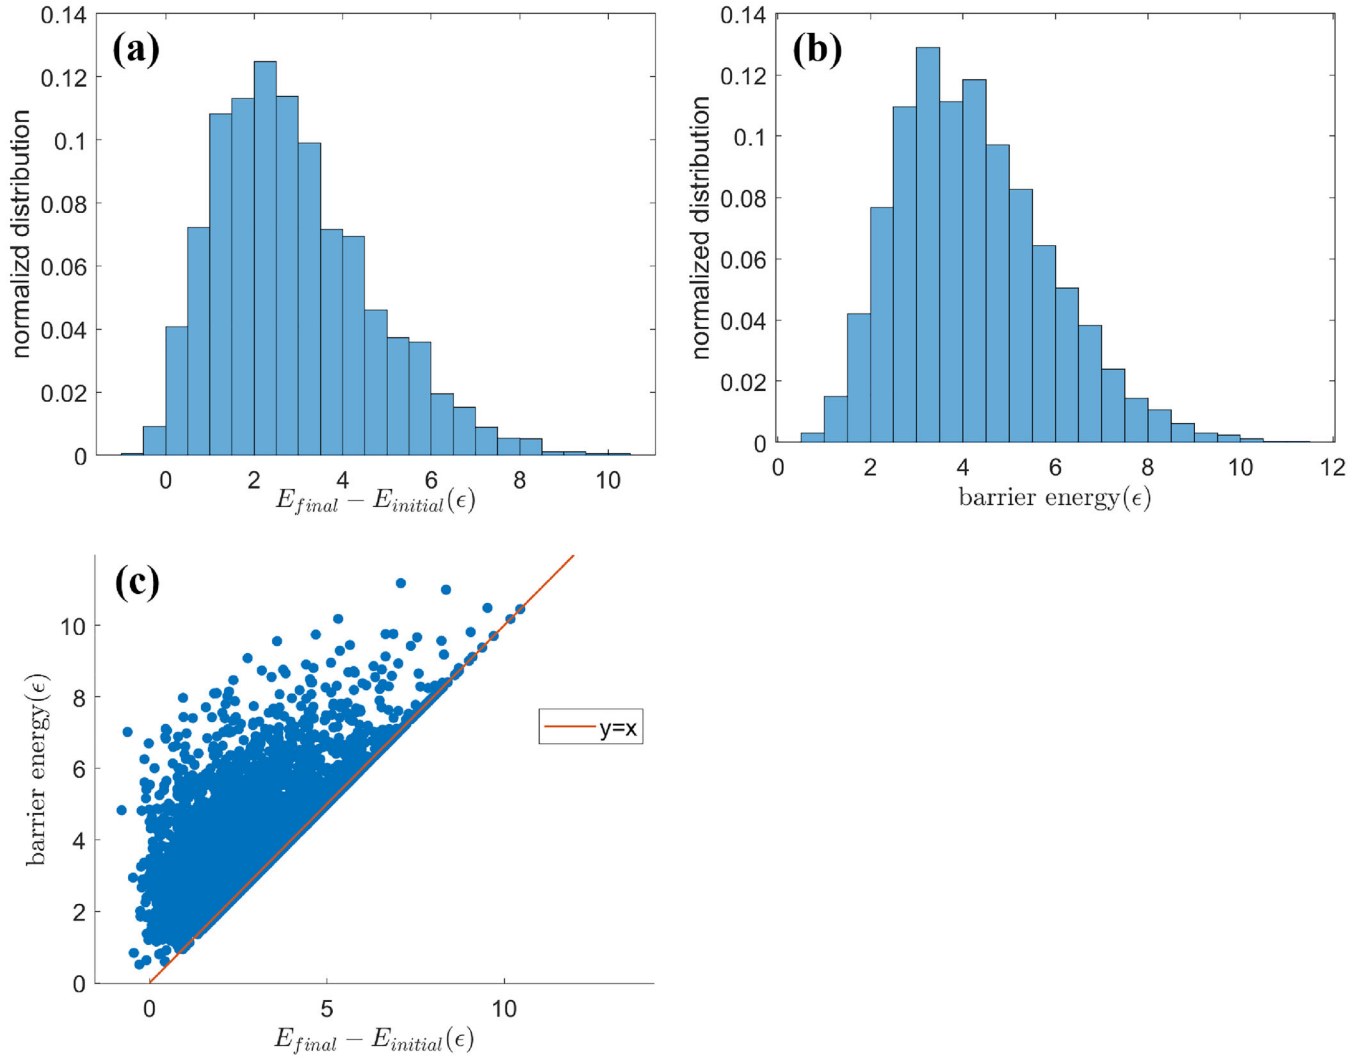 (a)
normalizd distribution
0.14
0.12
0.1
0.08
0.06
0.04
0.02
0
0 2 4 6 8 10
E_final − E_initial(ϵ)
(b)
normalized distribution
0.14
0.12
0.1
0.08
0.06
0.04
0.02
0
0 2 4 6 8 10 12
barrier energy(ϵ)
(c)
barrier energy(ϵ)
10
8
6
4
2
0
y=x
0 5 10
E_final − E_initial(ϵ)